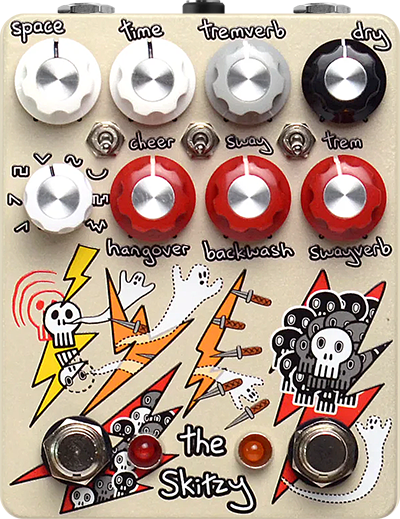 space time tremverb dry
cheer sway trem
hangover backwash swayverb
the
Skitzy